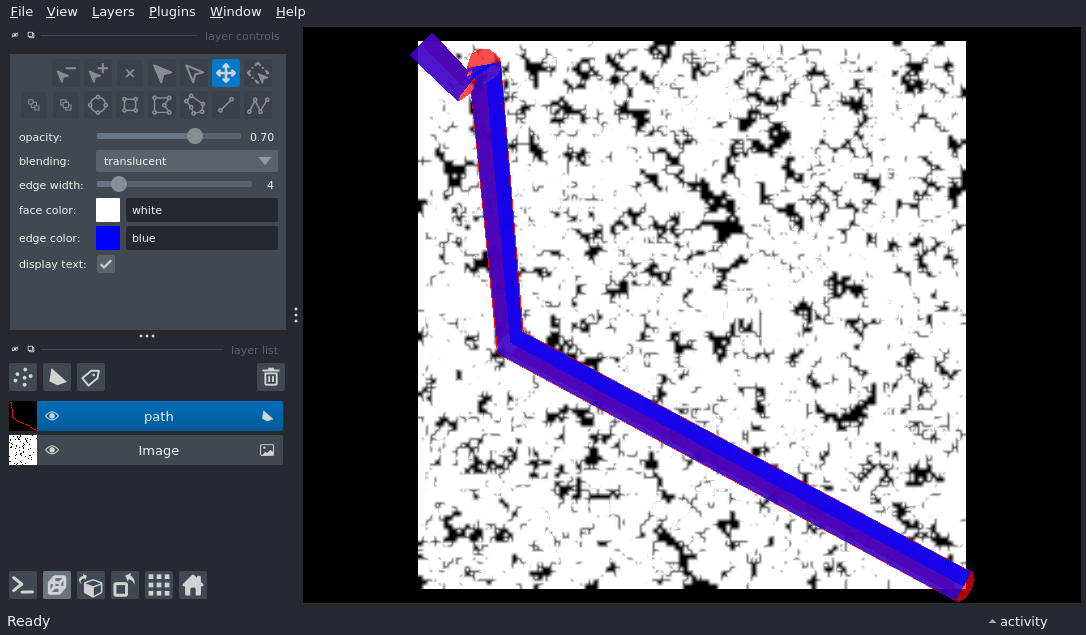 File View Layers Plugins Window Help
layer controls
opacity: 0.70
blending: translucent
edge width: 4
face color: white
edge color: blue
display text:
layer list
path
Image
Ready
activity